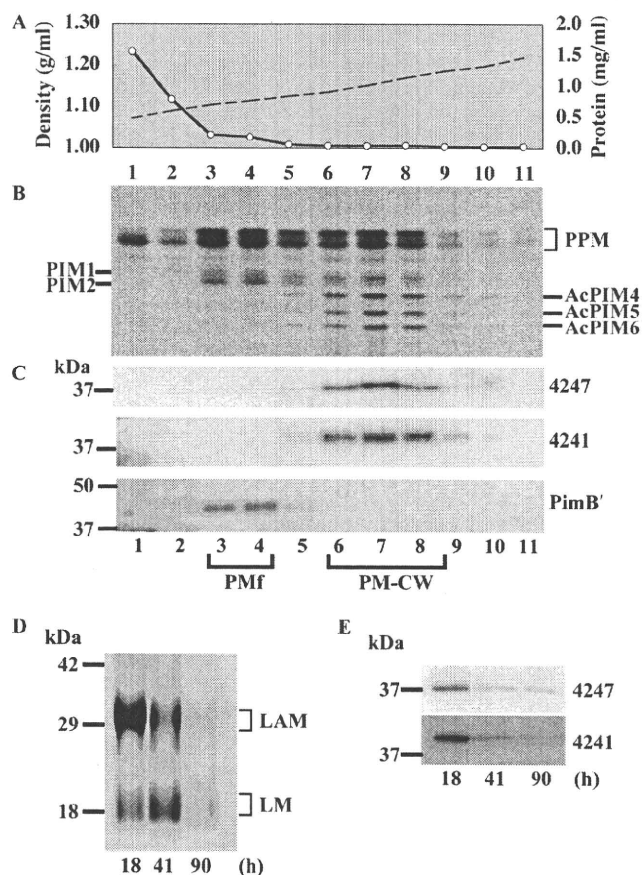 A
Density (g/ml)
1.30
1.20
1.10
1.00
2.0
1.5
1.0
0.5
0.0
Protein (mg/ml)
1 2 3 4 5 6 7 8 9 10 11
B
PPM
PIM1
PIM2
AcPIM4
AcPIM5
AcPIM6
C
kDa
37
4247
37
4241
50
37
PimB′
1 2 3 4 5 6 7 8 9 10 11
PMf
PM-CW
D
kDa
42
29
18
LAM
LM
18 41 90 (h)
E
kDa
37
4247
37
4241
18 41 90 (h)